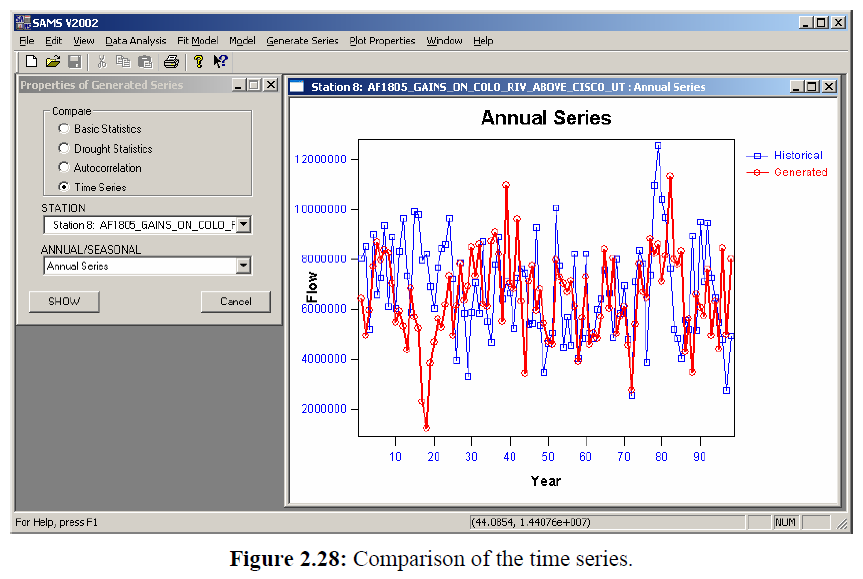 SAMS V2002
File Edit View Data Analysis Fit Model Model Generate Series Plot Properties Window Help
Properties of Generated Series
Compare
Basic Statistics
Drought Statistics
Autocorrelation
Time Series
STATION
Station 8: AF1805_GAINS_ON_COLO_F
ANNUAL/SEASONAL
Annual Series
SHOW Cancel
Station 8: AF1805_GAINS_ON_COLO_RIV_ABOVE_CISCO_UT : Annual Series
Annual Series
12000000
10000000
8000000
6000000
4000000
2000000
Flow
10 20 30 40 50 60 70 80 90
Year
Historical
Generated
For Help, press F1
(44.0854, 1.44076e+007)
NUM
Figure 2.28: Comparison of the time series.